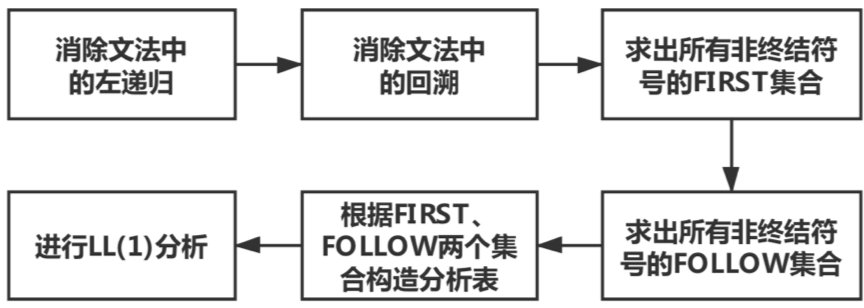 消除文法中
的左递归
消除文法中
的回溯
求出所有非终结符
号的FIRST集合
求出所有非终结符
号的FOLLOW集合
根据FIRST、
FOLLOW两个集
合构造分析表
进行LL(1)分析